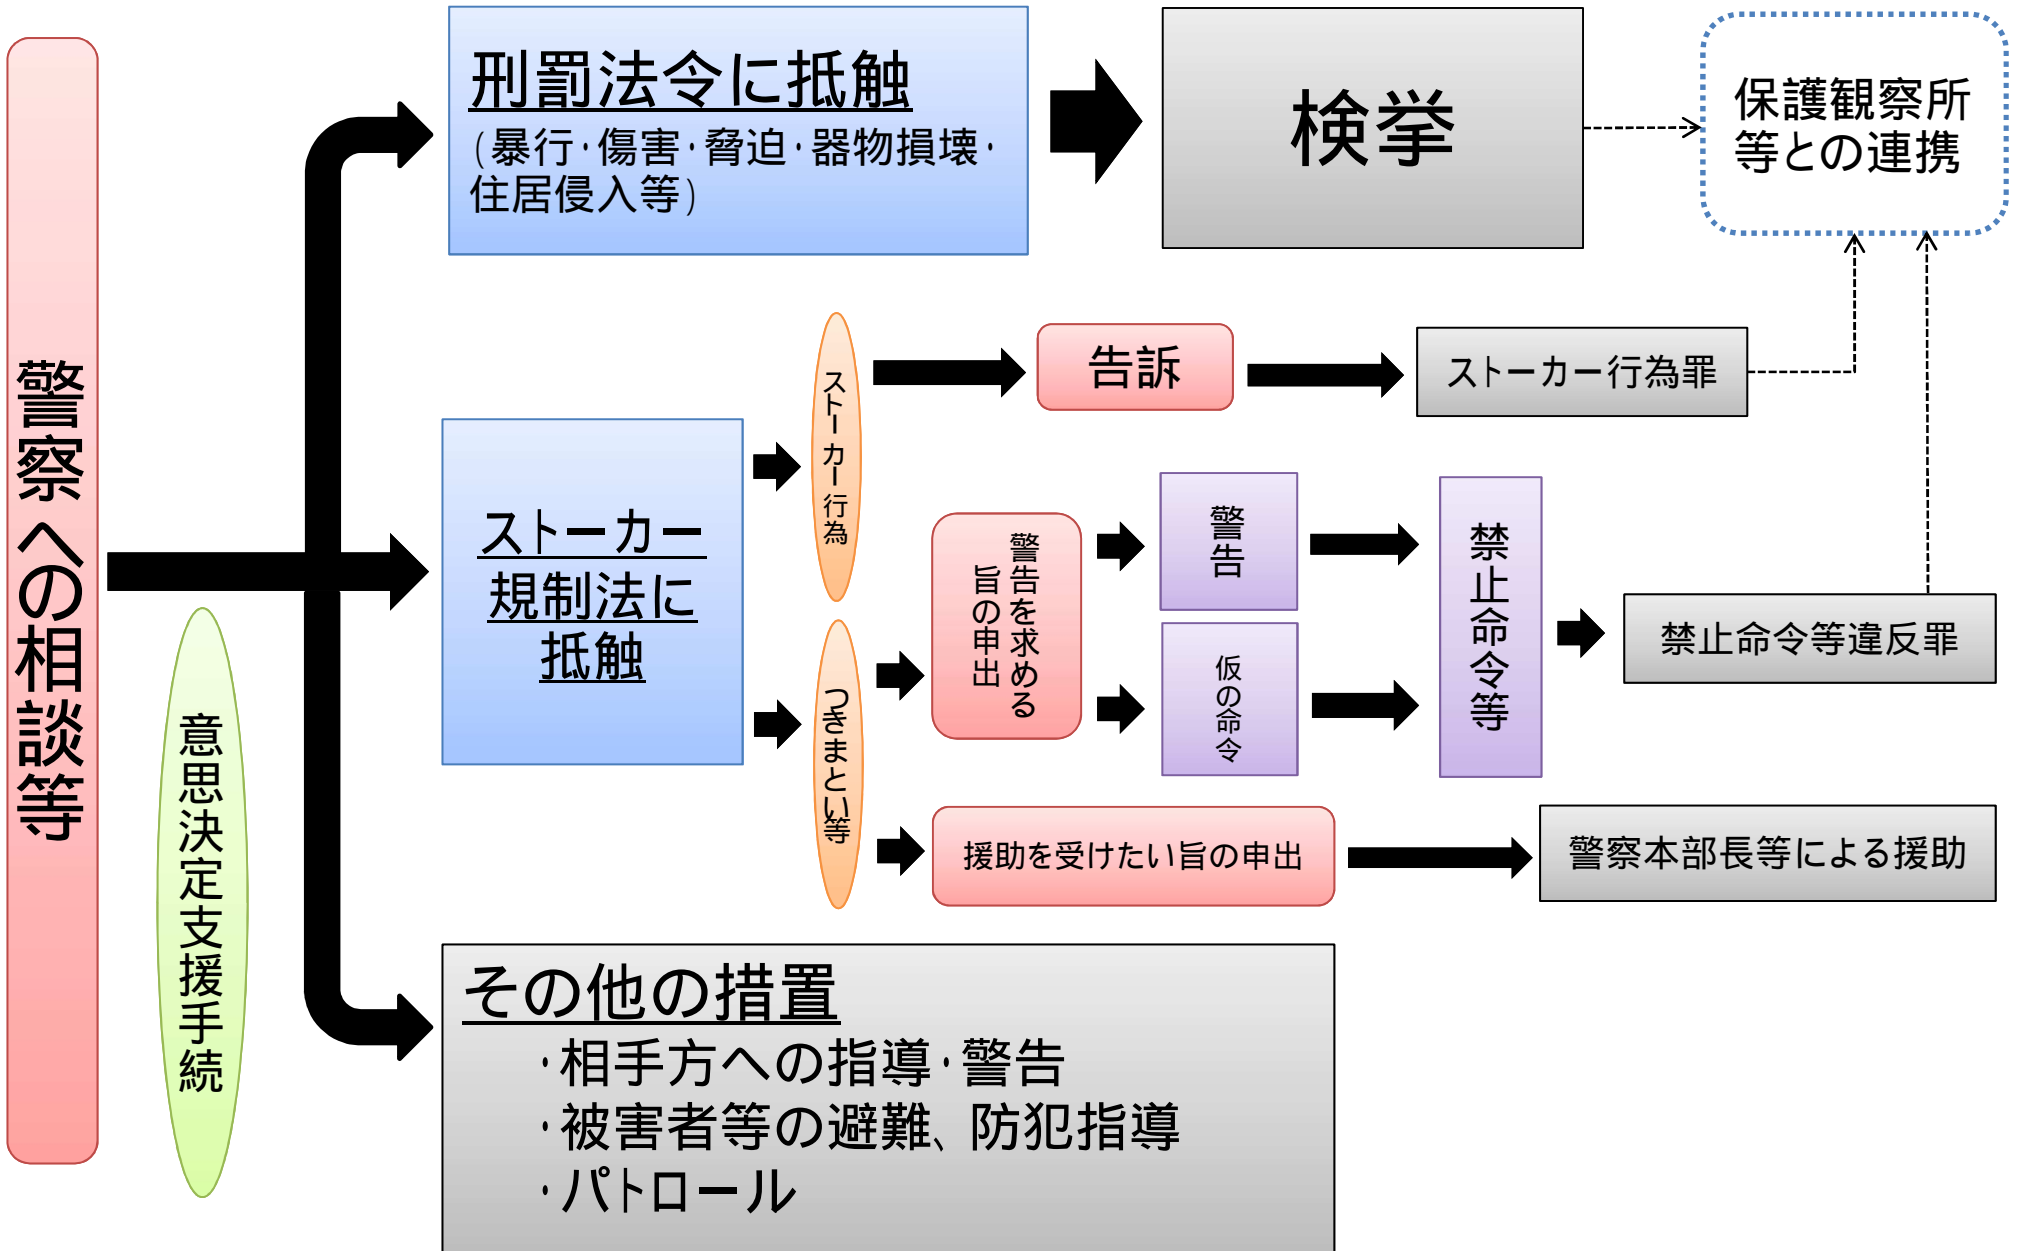 警察への相談等
意思決定支援手続
刑罰法令に抵触
(暴行・傷害・脅迫・器物損壊・
住居侵入等)
検挙
保護観察所
等との連携
ストーカー
規制法に
抵触
ストーカー行為
告訴
ストーカー行為罪
つきまとい等
警告を求める
旨の申出
警告
仮の命令
禁止命令等
禁止命令等違反罪
援助を受けたい旨の申出
警察本部長等による援助
その他の措置
・相手方への指導・警告
・被害者等の避難、防犯指導
・パトロール